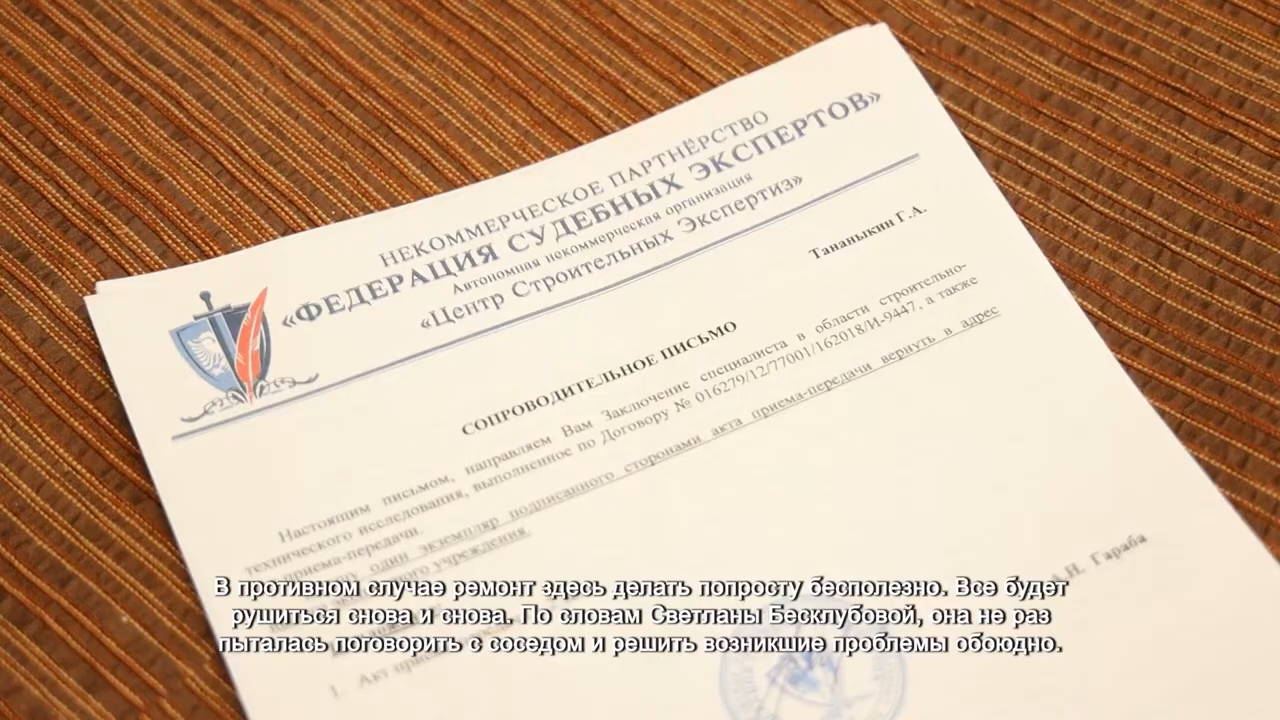 НЕКОММЕРЧЕСКОЕ ПАРТНЁРСТВО
«ФЕДЕРАЦИЯ СУДЕБНЫХ ЭКСПЕРТОВ»
Автономная некоммерческая организация
«Центр Строительных Экспертиз»
Тананыкин Г.А.
СОПРОВОДИТЕЛЬНОЕ ПИСЬМО
Настоящим письмом, направляем Вам Заключение специалиста в области строительно-
технического исследования, выполненное по Договору № 016279/12/77001/162018/И-9447, а также
приема-передачи.
один экземпляр подписанного сторонами акта приема-передачи вернуть в адрес
учреждения.
Гараба
1. Акт
В противном случае ремонт здесь делать попросту бесполезно. Все будет
рушиться снова и снова. По словам Светланы Бесклубовой, она не раз
пыталась поговорить с соседом и решить возникшие проблемы обоюдно.